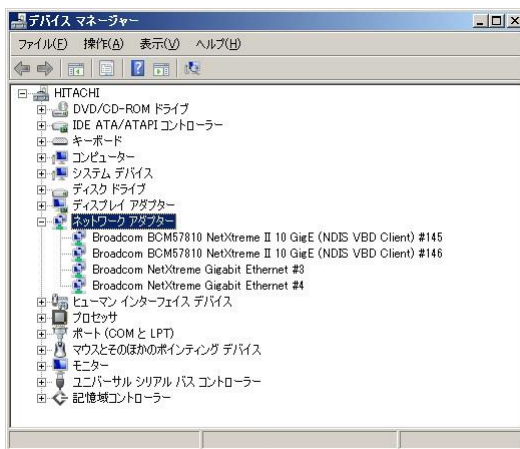 デバイス マネージャー
ファイル(F) 操作(A) 表示(V) ヘルプ(H)
HITACHI
DVD/CD-ROM ドライブ
IDE ATA/ATAPI コントローラー
キーボード
コンピューター
システム デバイス
ディスク ドライブ
ディスプレイ アダプター
ネットワーク アダプター
Broadcom BCM57810 NetXtreme II 10 GigE (NDIS VBD Client) #145
Broadcom BCM57810 NetXtreme II 10 GigE (NDIS VBD Client) #146
Broadcom NetXtreme Gigabit Ethernet #3
Broadcom NetXtreme Gigabit Ethernet #4
ヒューマン インターフェイス デバイス
プロセッサ
ポート (COM と LPT)
マウスとそのほかのポインティング デバイス
モニター
ユニバーサル シリアル バス コントローラー
記憶域コントローラー